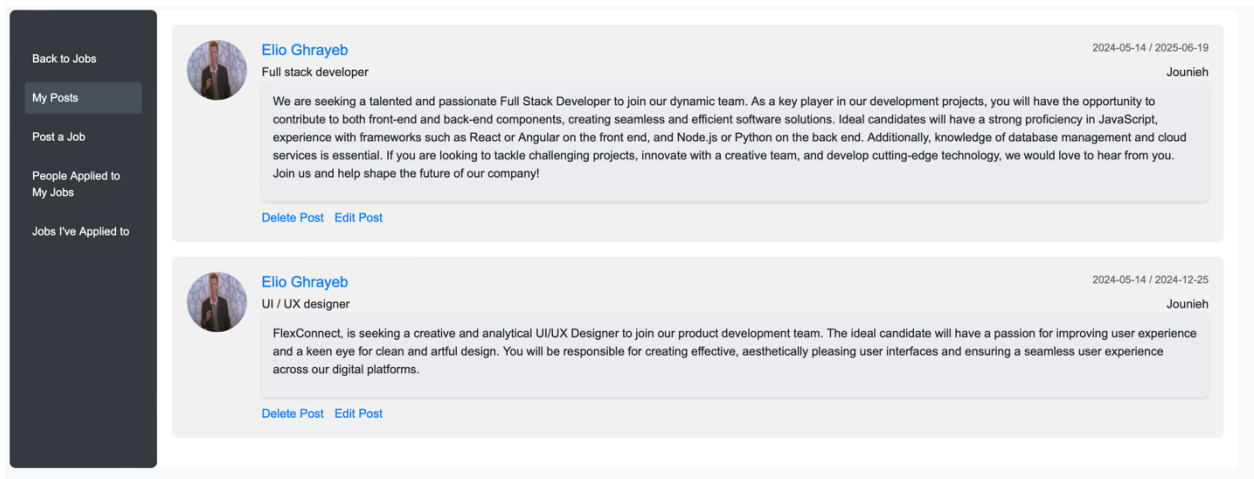 Back to Jobs
My Posts
Post a Job
People Applied to
My Jobs
Jobs I've Applied to
Elio Ghrayeb
2024-05-14 / 2025-06-19
Full stack developer
Jounieh
We are seeking a talented and passionate Full Stack Developer to join our dynamic team. As a key player in our development projects, you will have the opportunity to
contribute to both front-end and back-end components, creating seamless and efficient software solutions. Ideal candidates will have a strong proficiency in JavaScript,
experience with frameworks such as React or Angular on the front end, and Node.js or Python on the back end. Additionally, knowledge of database management and cloud
services is essential. If you are looking to tackle challenging projects, innovate with a creative team, and develop cutting-edge technology, we would love to hear from you.
Join us and help shape the future of our company!
Delete Post Edit Post
Elio Ghrayeb
2024-05-14 / 2024-12-25
UI / UX designer
Jounieh
FlexConnect, is seeking a creative and analytical UI/UX Designer to join our product development team. The ideal candidate will have a passion for improving user experience
and a keen eye for clean and artful design. You will be responsible for creating effective, aesthetically pleasing user interfaces and ensuring a seamless user experience
across our digital platforms.
Delete Post Edit Post